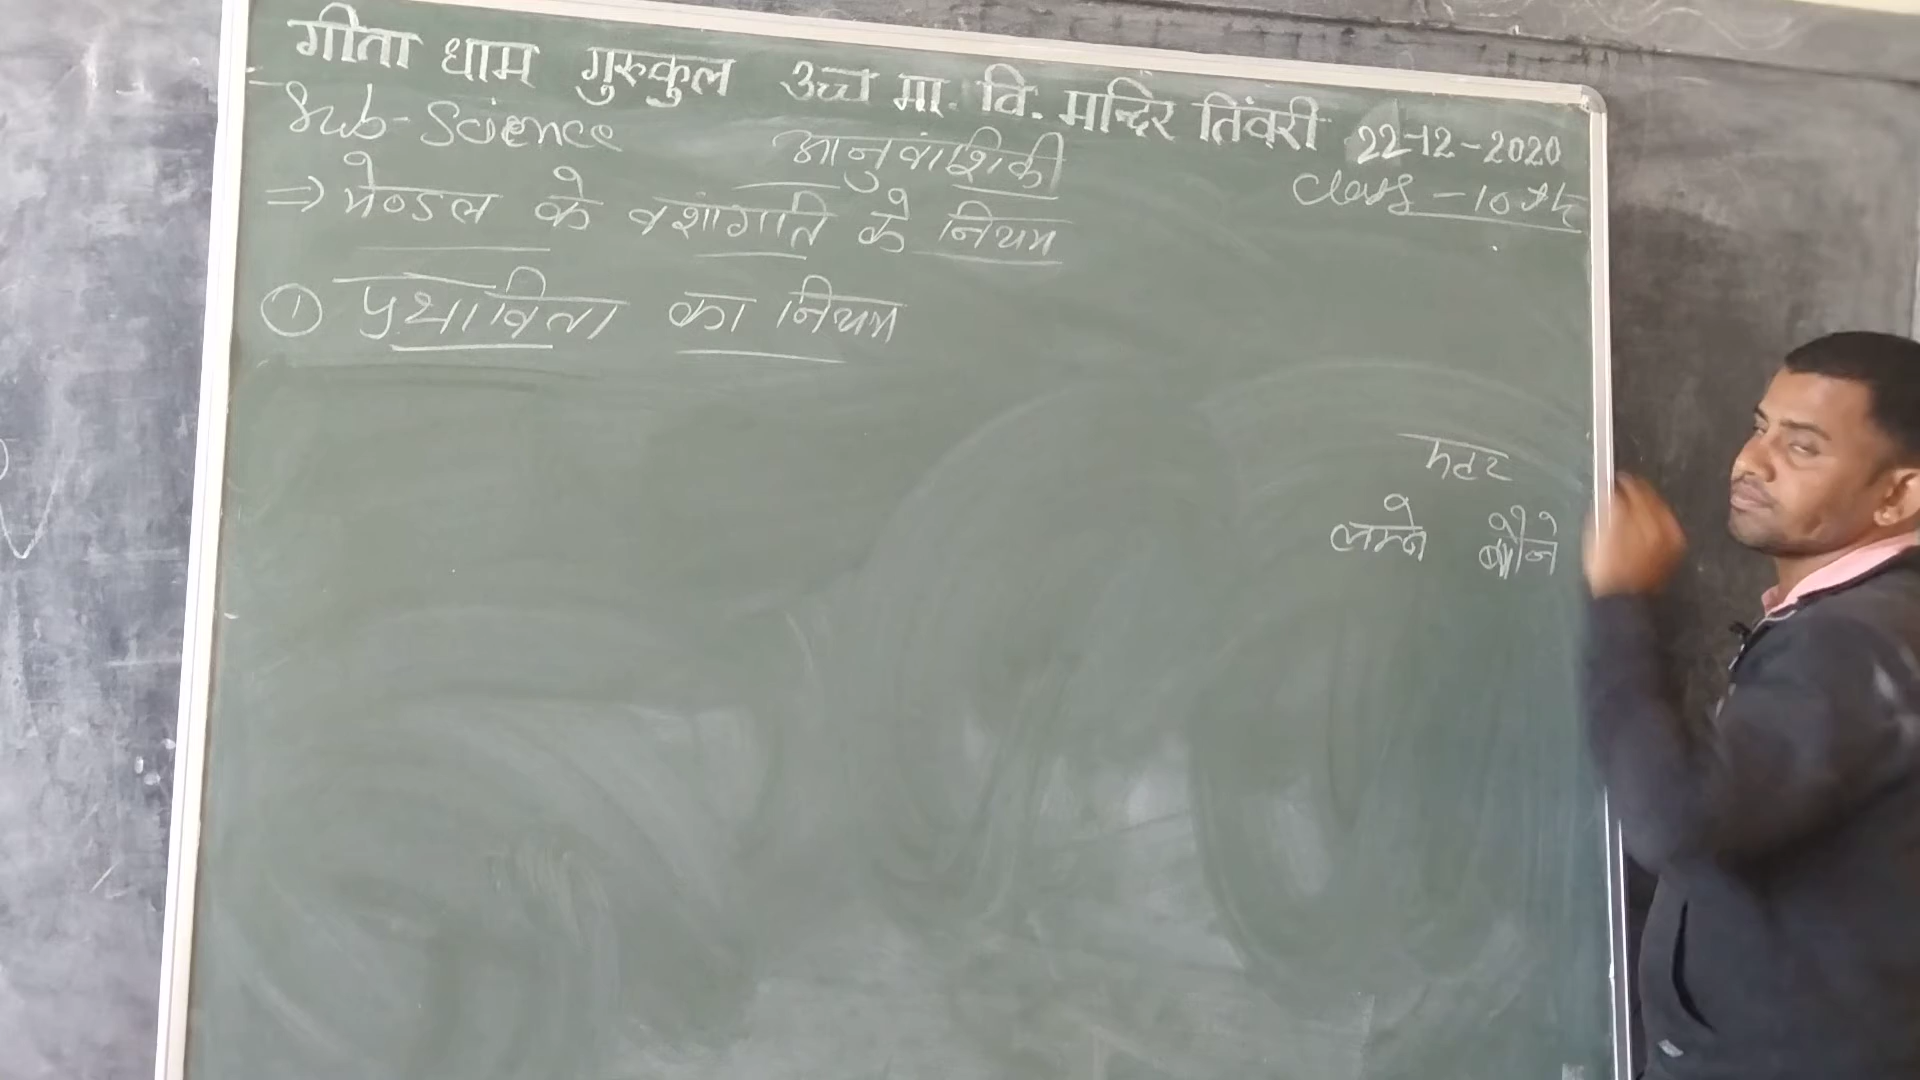 गीता धाम गुरुकुल उच्च मा. वि. मन्दिर तिंवरी 22-12-2020
Sub-Science आनुवांशिकी Class - 10th
⇒ मेण्डल के वंशागति के नियम
① प्रभाविता का नियम
मटर
लम्बे बौने